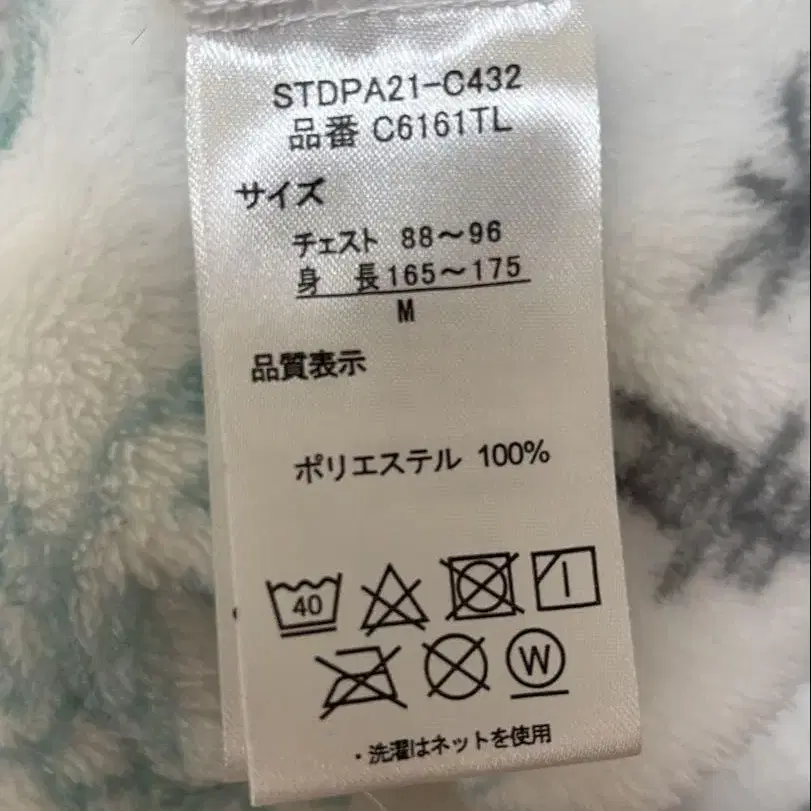 STDPA21-C432
品番 C6161TL
サイズ
チェスト 88～96
身 長165～175
M
品質表示
ポリエステル 100%
40
W
・洗濯はネットを使用